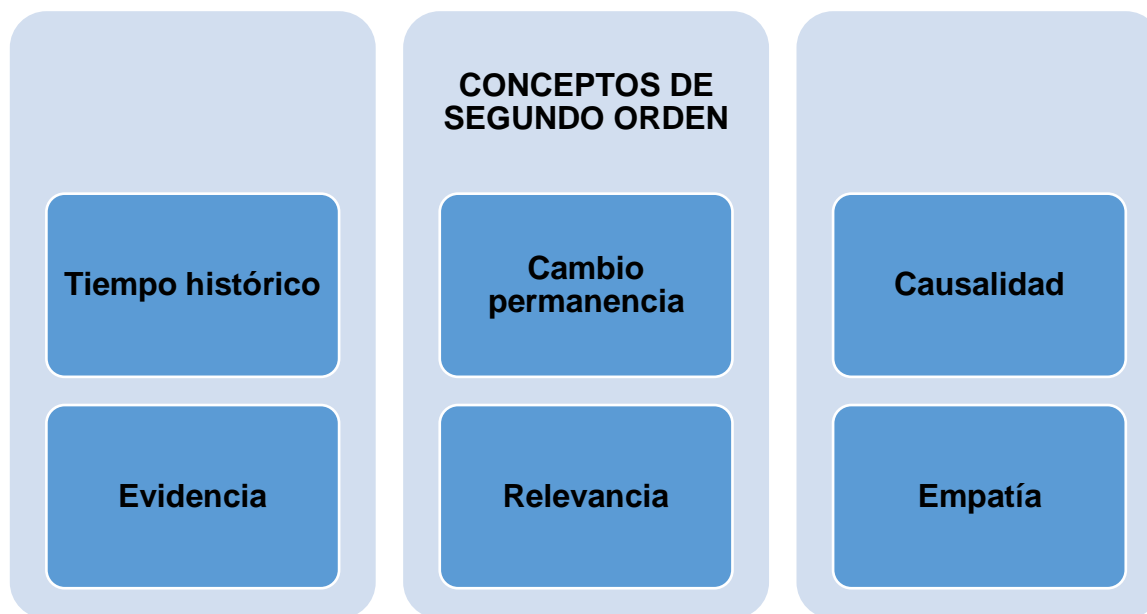 CONCEPTOS DE
SEGUNDO ORDEN
Tiempo histórico
Cambio
permanencia
Causalidad
Evidencia
Relevancia
Empatía